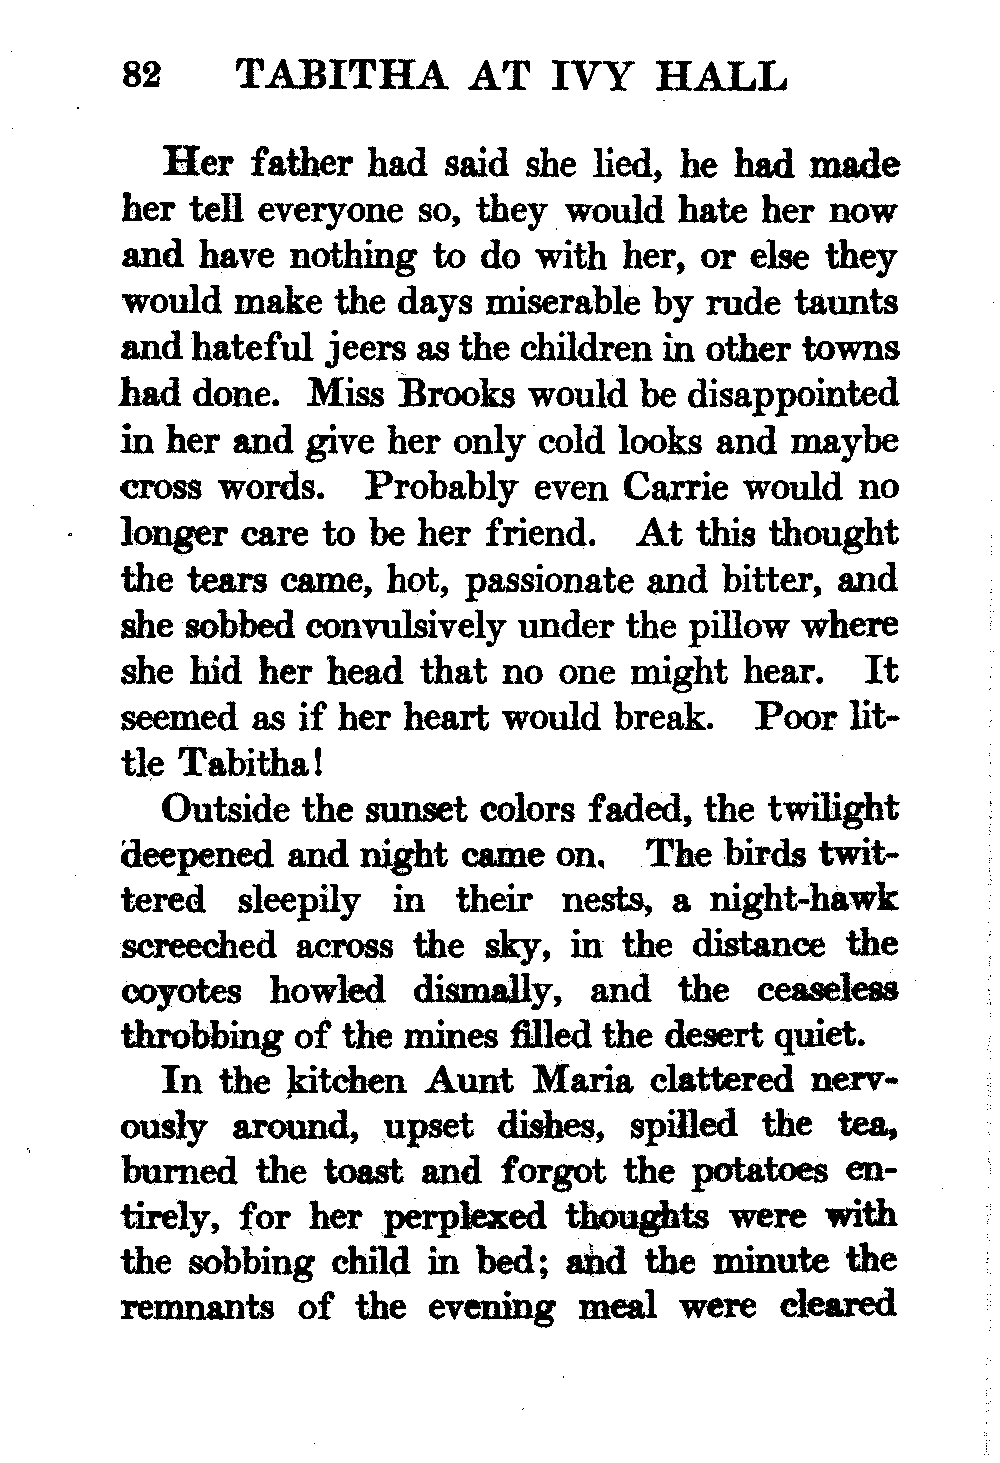 82 TABITHA AT IVY HALL
Her father had said she lied, he had made
her tell everyone so, they would hate her now
and have nothing to do with her, or else they
would make the days miserable by rude taunts
and hateful jeers as the children in other towns
had done. Miss Brooks would be disappointed
in her and give her only cold looks and maybe
cross words. Probably even Carrie would no
longer care to be her friend. At this thought
the tears came, hot, passionate and bitter, and
she sobbed convulsively under the pillow where
she hid her head that no one might hear. It
seemed as if her heart would break. Poor lit-
tle Tabitha!
Outside the sunset colors faded, the twilight
deepened and night came on. The birds twit-
tered sleepily in their nests, a night-hawk
screeched across the sky, in the distance the
coyotes howled dismally, and the ceaseless
throbbing of the mines filled the desert quiet.
In the kitchen Aunt Maria clattered nerv-
ously around, upset dishes, spilled the tea,
burned the toast and forgot the potatoes en-
tirely, for her perplexed thoughts were with
the sobbing child in bed; and the minute the
remnants of the evening meal were cleared